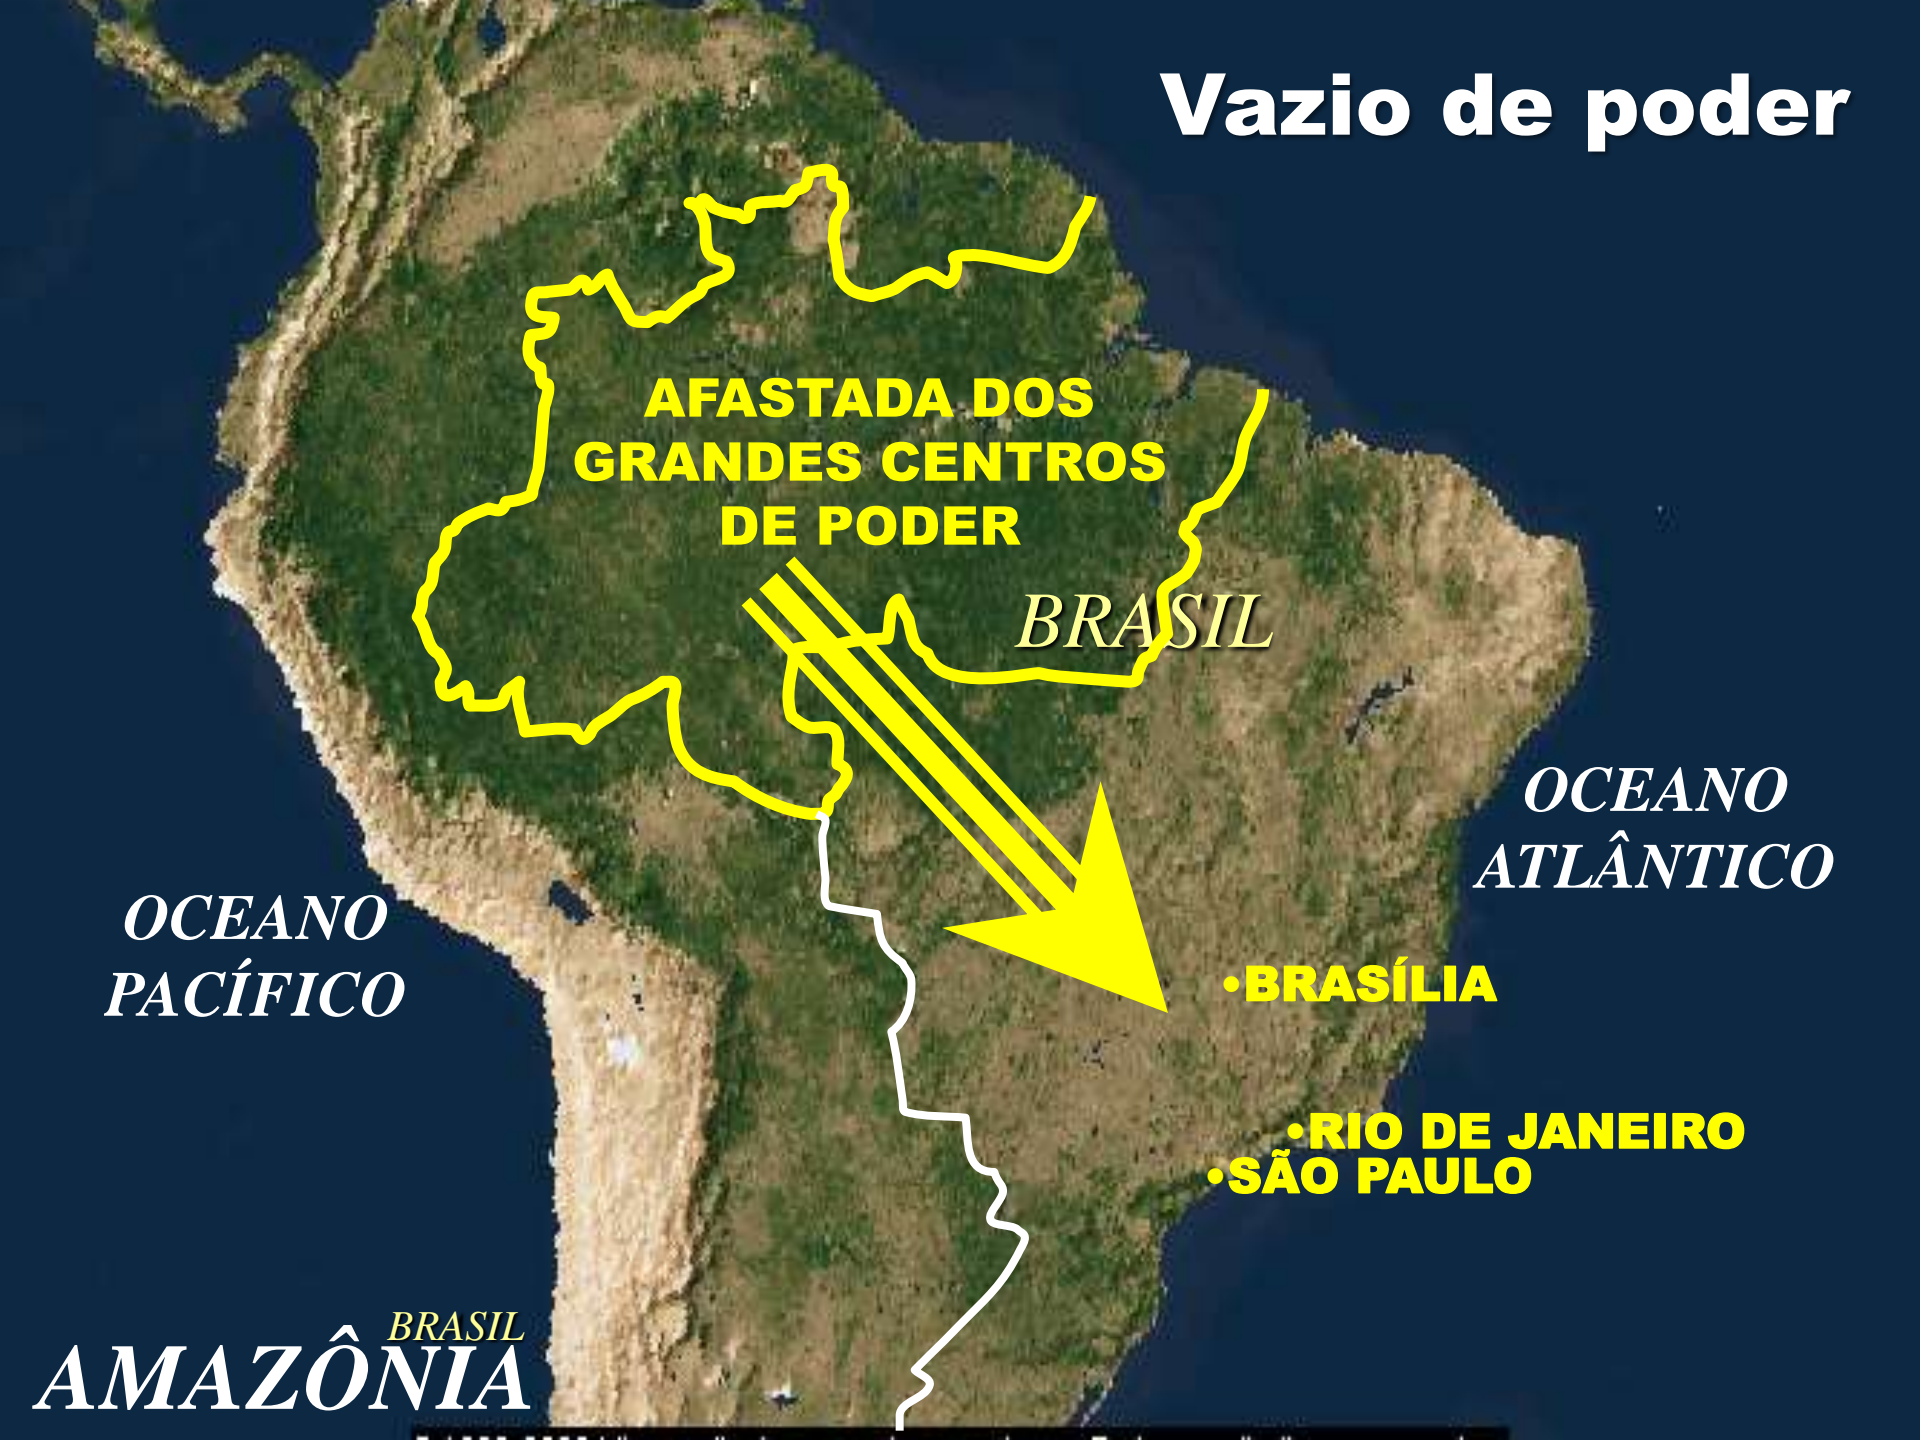 Vazio de poder
AFASTADA DOS
GRANDES CENTROS
DE PODER
BRASIL
OCEANO
ATLÂNTICO
OCEANO
PACÍFICO
•BRASÍLIA
•RIO DE JANEIRO
•SÃO PAULO
BRASIL
AMAZÔNIA